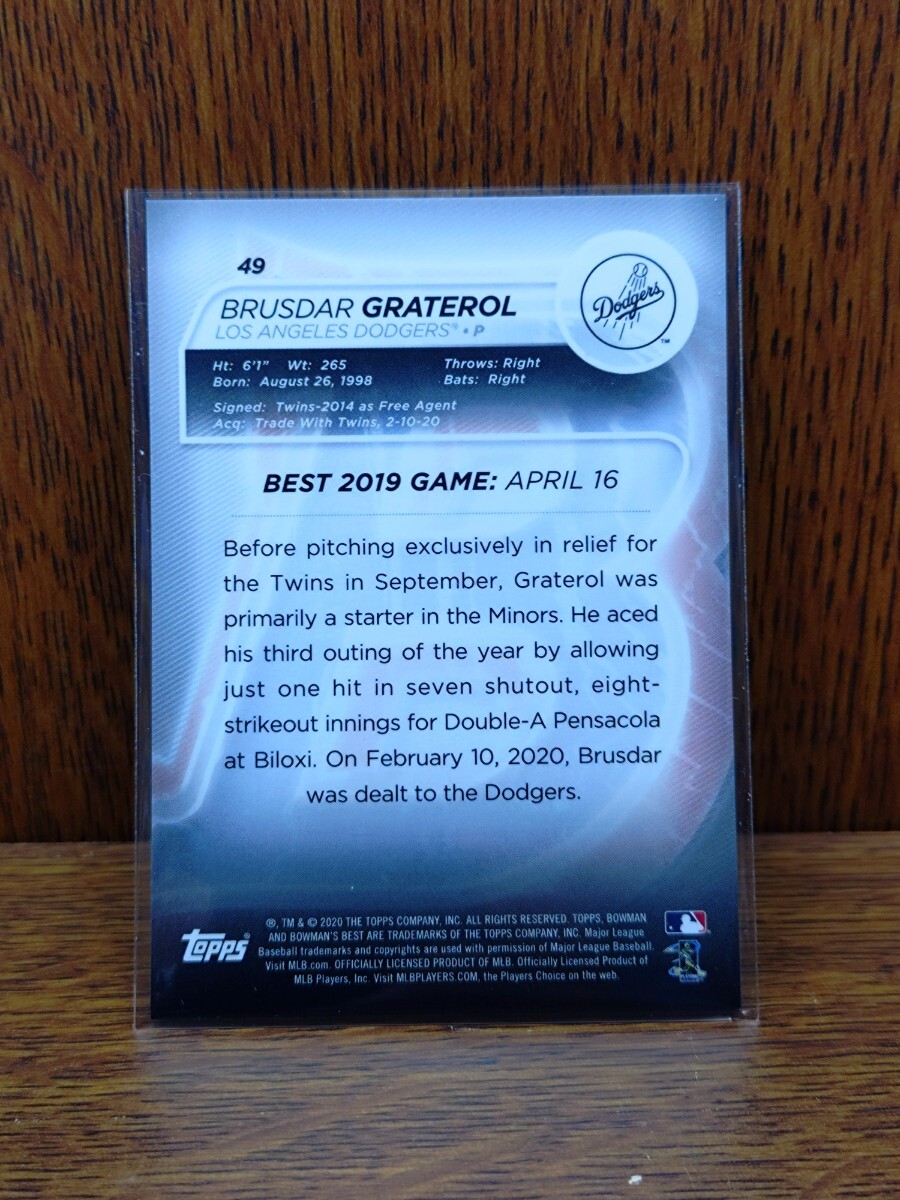 49
BRUSDAR GRATEROL
LOS ANGELES DODGERS® • P
Dodgers
TM
Ht: 6'1" Wt: 265
Throws: Right
Born: August 26, 1998
Bats: Right
Signed: Twins-2014 as Free Agent
Acq: Trade With Twins, 2-10-20
BEST 2019 GAME: APRIL 16
Before pitching exclusively in relief for
the Twins in September, Graterol was
primarily a starter in the Minors. He aced
his third outing of the year by allowing
just one hit in seven shutout, eight-
strikeout innings for Double-A Pensacola
at Biloxi. On February 10, 2020, Brusdar
was dealt to the Dodgers.
topps®
®, TM & © 2020 THE TOPPS COMPANY, INC. ALL RIGHTS RESERVED. TOPPS, BOWMAN
AND BOWMAN'S BEST ARE TRADEMARKS OF THE TOPPS COMPANY, INC. Major League
Baseball trademarks and copyrights are used with permission of Major League Baseball.
Visit MLB.com. OFFICIALLY LICENSED PRODUCT OF MLB. Officially Licensed Product of
MLB Players, Inc. Visit MLBPLAYERS.COM, the Players Choice on the web.